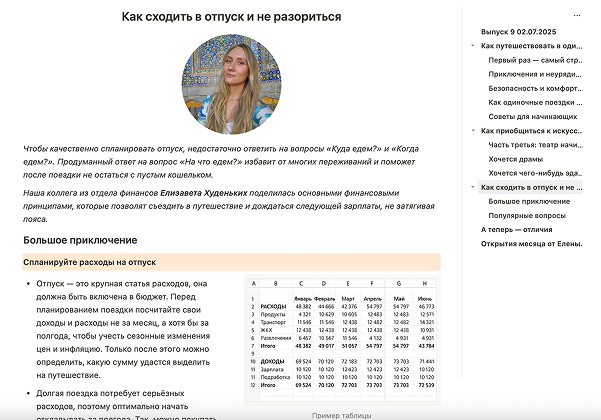 Как сходить в отпуск и не разориться
Чтобы качественно спланировать отпуск, недостаточно ответить на вопросы «Куда едем?» и «Когда
едем?». Продуманный ответ на вопрос «На что едем?» избавит от многих переживаний и поможет
после поездки не остаться с пустым кошельком.
Наша коллега из отдела финансов Елизавета Худеньких поделилась основными финансовыми
принципами, которые позволят съездить в путешествие и дождаться следующей зарплаты, не затягивая
пояса.
Большое приключение
Спланируйте расходы на отпуск
• Отпуск — это крупная статья расходов, она
должна быть включена в бюджет. Перед
планированием поездки посчитайте свои
доходы и расходы не за месяц, а хотя бы за
полгода, чтобы учесть сезонные изменения
цен и инфляцию. Только после этого можно
определить, какую сумму удастся выделить
на путешествие.
• Долгая поездка потребует серьёзных
расходов, поэтому оптимально начать
откладывать за полгода. Так, можно покупать
A B C D E F G H
1 Январь Февраль Март Апрель Май Июнь
2 РАСХОДЫ 48 382 44 666 42 376 54 797 54 797 46 773
3 Продукты 4 321 10 629 10 605 12 483 12 483 12 571
4 Транспорт 11 546 11 546 12 438 12 482 12 482 14 321
5 ЖКХ 12 438 12 438 12 438 12 438 12 438 10 931
6 Развлечения 6 457 10 567 11 546 4 132 4 931 4 931
7 Итого 48 382 49 017 51 057 54 797 54 797 43 784
9
10 ДОХОДЫ 69 524 70 120 72 183 72 703 73 703 71 441
11 Зарплата 10 120 10 120 12 423 10 120 10 120 10 120
12 Подработка 10 120 10 120 10 120 10 120 10 120 10 120
12 Итого 69 524 70 120 72 703 73 703 73 703 72 539
Пример таблицы
...
Выпуск 9 02.07.2025
Как путешествовать в оди...
Первый раз — самый стр...
Приключения и неуряди...
Безопасность и комфорт...
Как одиночные поездки ...
Советы для начинающих
Как приобщиться к искусс...
Часть третья: театр начи...
Хочется драмы
Хочется чего-нибудь эда...
Как сходить в отпуск и не ...
Большое приключение
Популярные вопросы
А теперь — отличия
Открытия месяца от Елены.